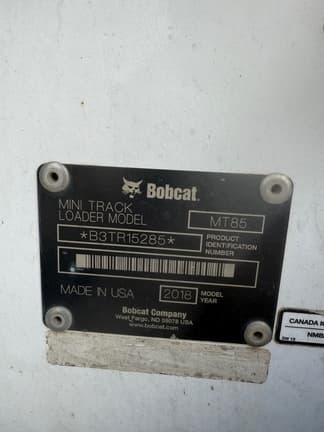 Bobcat
MINI TRACK
LOADER MODEL
MT85
*B3TR15285*
PRODUCT
IDENTIFICATION
NUMBER
MADE IN USA
2018
MODEL
YEAR
Bobcat Company
West Fargo, ND 58078 USA
www.bobcat.com
CANADA
NMB